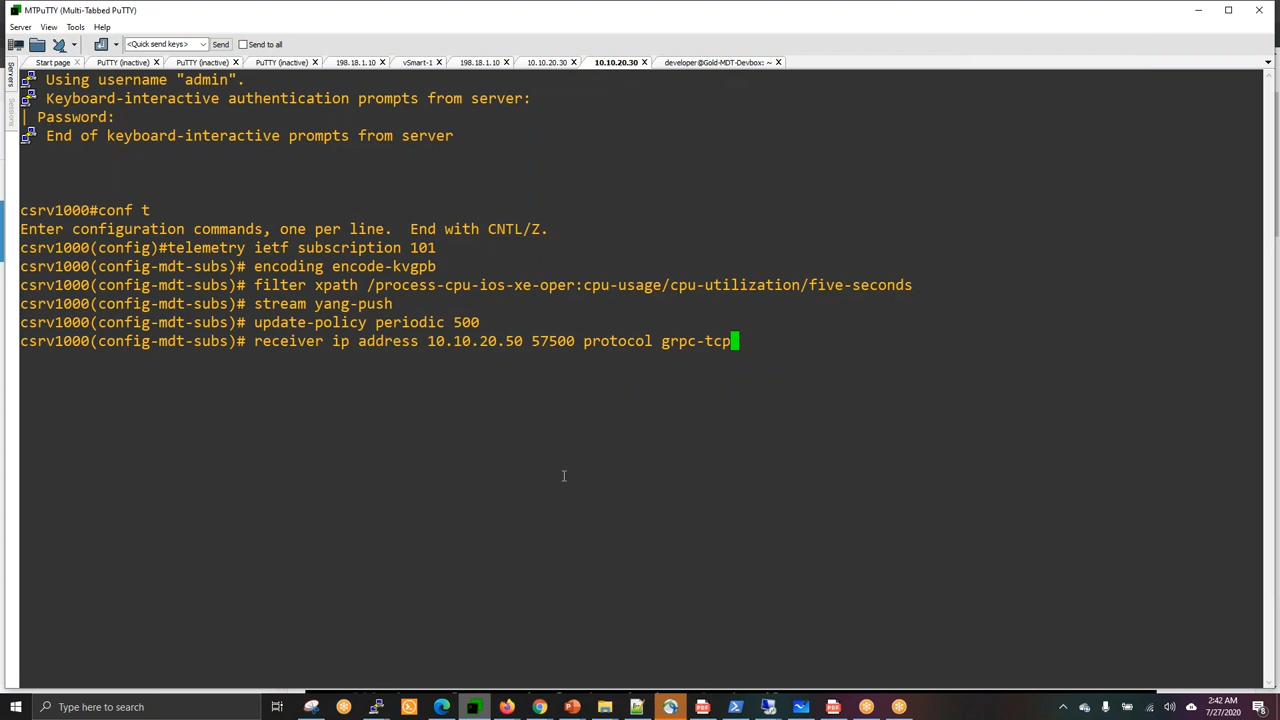 MTPuTTY (Multi-Tabbed PuTTY)
Server View Tools Help
<Quick send keys> Send Send to all
Start page PuTTY (inactive) PuTTY (inactive) PuTTY (inactive) 198.18.1.10 vSmart-1 198.18.1.10 10.10.20.30 10.10.20.30 developer@Gold-MDT-Devbox: ~
Servers
Sessions
Using username "admin".
Keyboard-interactive authentication prompts from server:
| Password:
End of keyboard-interactive prompts from server
csrv1000#conf t
Enter configuration commands, one per line. End with CNTL/Z.
csrv1000(config)#telemetry ietf subscription 101
csrv1000(config-mdt-subs)# encoding encode-kvgpb
csrv1000(config-mdt-subs)# filter xpath /process-cpu-ios-xe-oper:cpu-usage/cpu-utilization/five-seconds
csrv1000(config-mdt-subs)# stream yang-push
csrv1000(config-mdt-subs)# update-policy periodic 500
csrv1000(config-mdt-subs)# receiver ip address 10.10.20.50 57500 protocol grpc-tcp
Type here to search
2:42 AM
7/27/2020